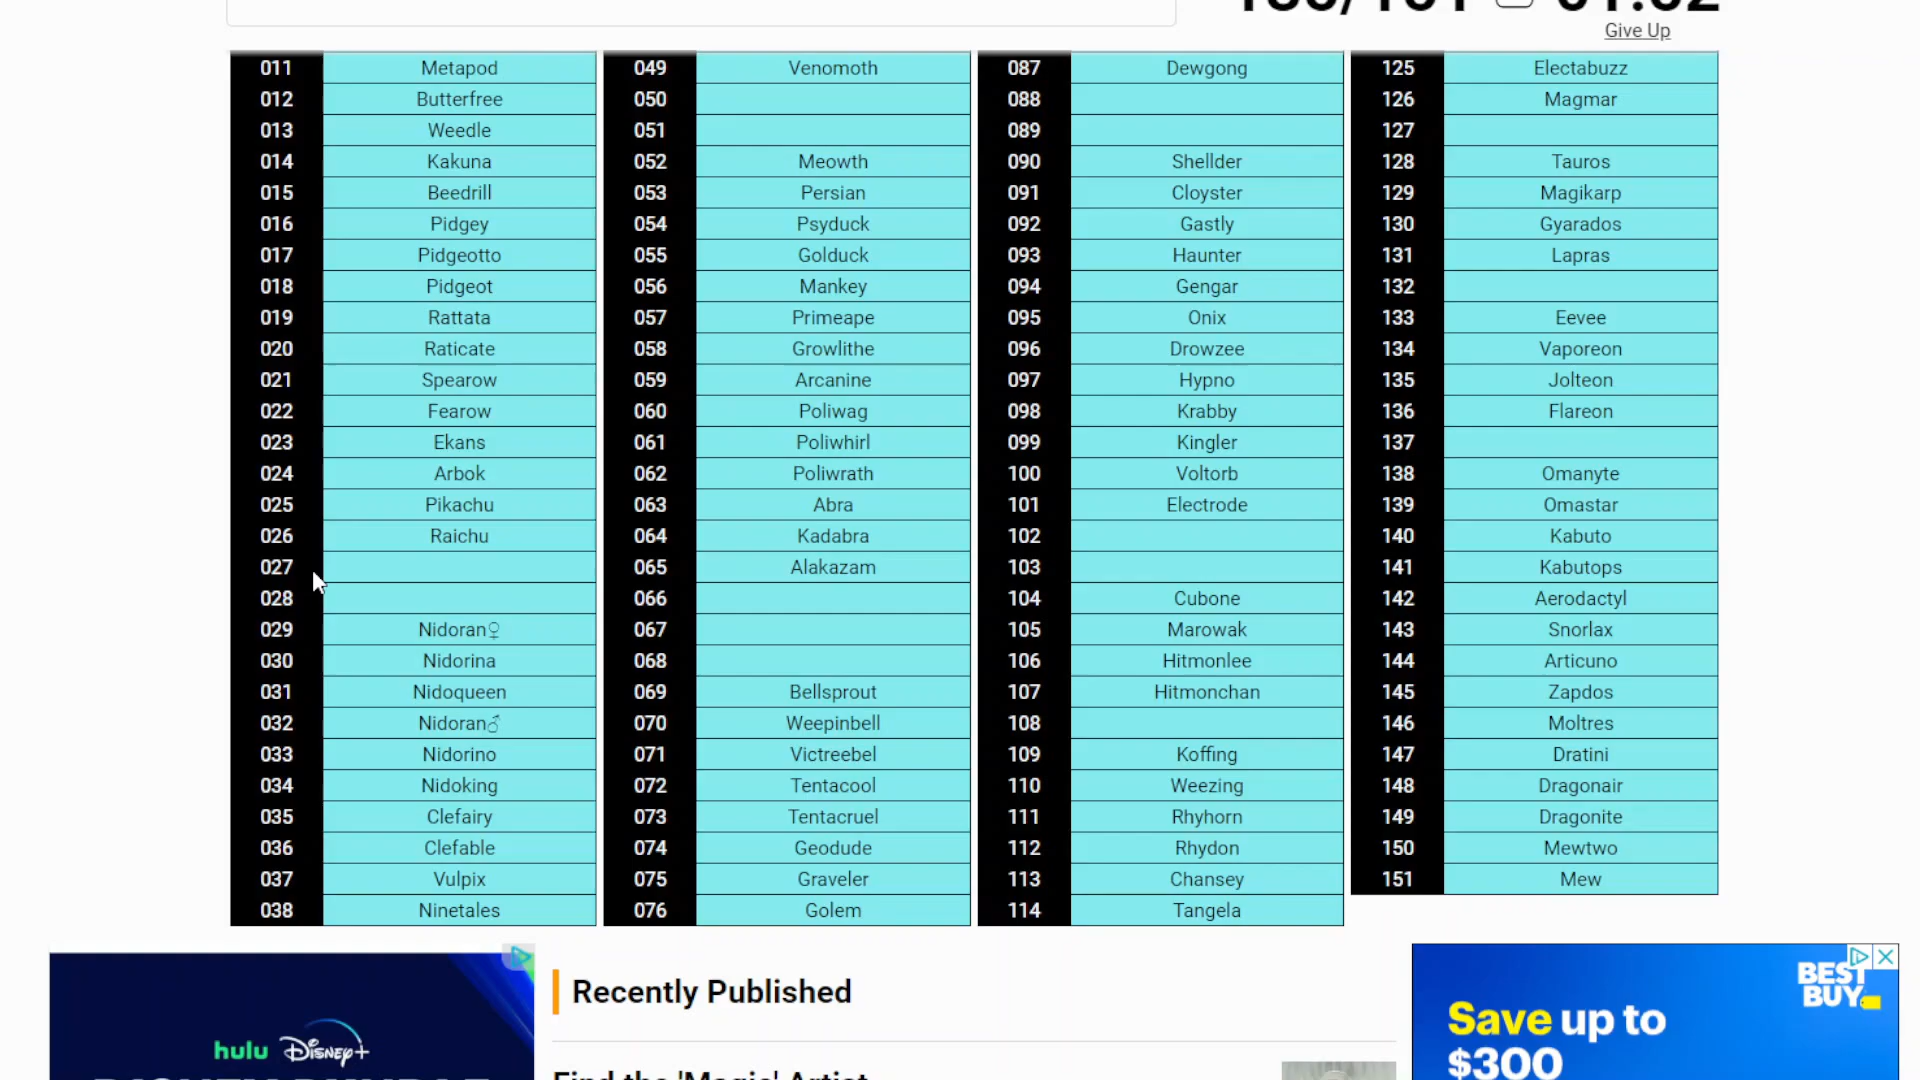 Give Up
011 Metapod 049 Venomoth 087 Dewgong 125 Electabuzz
012 Butterfree 050 088 126 Magmar
013 Weedle 051 089 127
014 Kakuna 052 Meowth 090 Shellder 128 Tauros
015 Beedrill 053 Persian 091 Cloyster 129 Magikarp
016 Pidgey 054 Psyduck 092 Gastly 130 Gyarados
017 Pidgeotto 055 Golduck 093 Haunter 131 Lapras
018 Pidgeot 056 Mankey 094 Gengar 132
019 Rattata 057 Primeape 095 Onix 133 Eevee
020 Raticate 058 Growlithe 096 Drowzee 134 Vaporeon
021 Spearow 059 Arcanine 097 Hypno 135 Jolteon
022 Fearow 060 Poliwag 098 Krabby 136 Flareon
023 Ekans 061 Poliwhirl 099 Kingler 137
024 Arbok 062 Poliwrath 100 Voltorb 138 Omanyte
025 Pikachu 063 Abra 101 Electrode 139 Omastar
026 Raichu 064 Kadabra 102 140 Kabuto
027 065 Alakazam 103 141 Kabutops
028 066 104 Cubone 142 Aerodactyl
029 Nidoran♀ 067 105 Marowak 143 Snorlax
030 Nidorina 068 106 Hitmonlee 144 Articuno
031 Nidoqueen 069 Bellsprout 107 Hitmonchan 145 Zapdos
032 Nidoran♂ 070 Weepinbell 108 146 Moltres
033 Nidorino 071 Victreebel 109 Koffing 147 Dratini
034 Nidoking 072 Tentacool 110 Weezing 148 Dragonair
035 Clefairy 073 Tentacruel 111 Rhyhorn 149 Dragonite
036 Clefable 074 Geodude 112 Rhydon 150 Mewtwo
037 Vulpix 075 Graveler 113 Chansey 151 Mew
038 Ninetales 076 Golem 114 Tangela
Recently Published
hulu Disney+
BEST BUY
Save up to
$300
Find the 'Magic' Artist